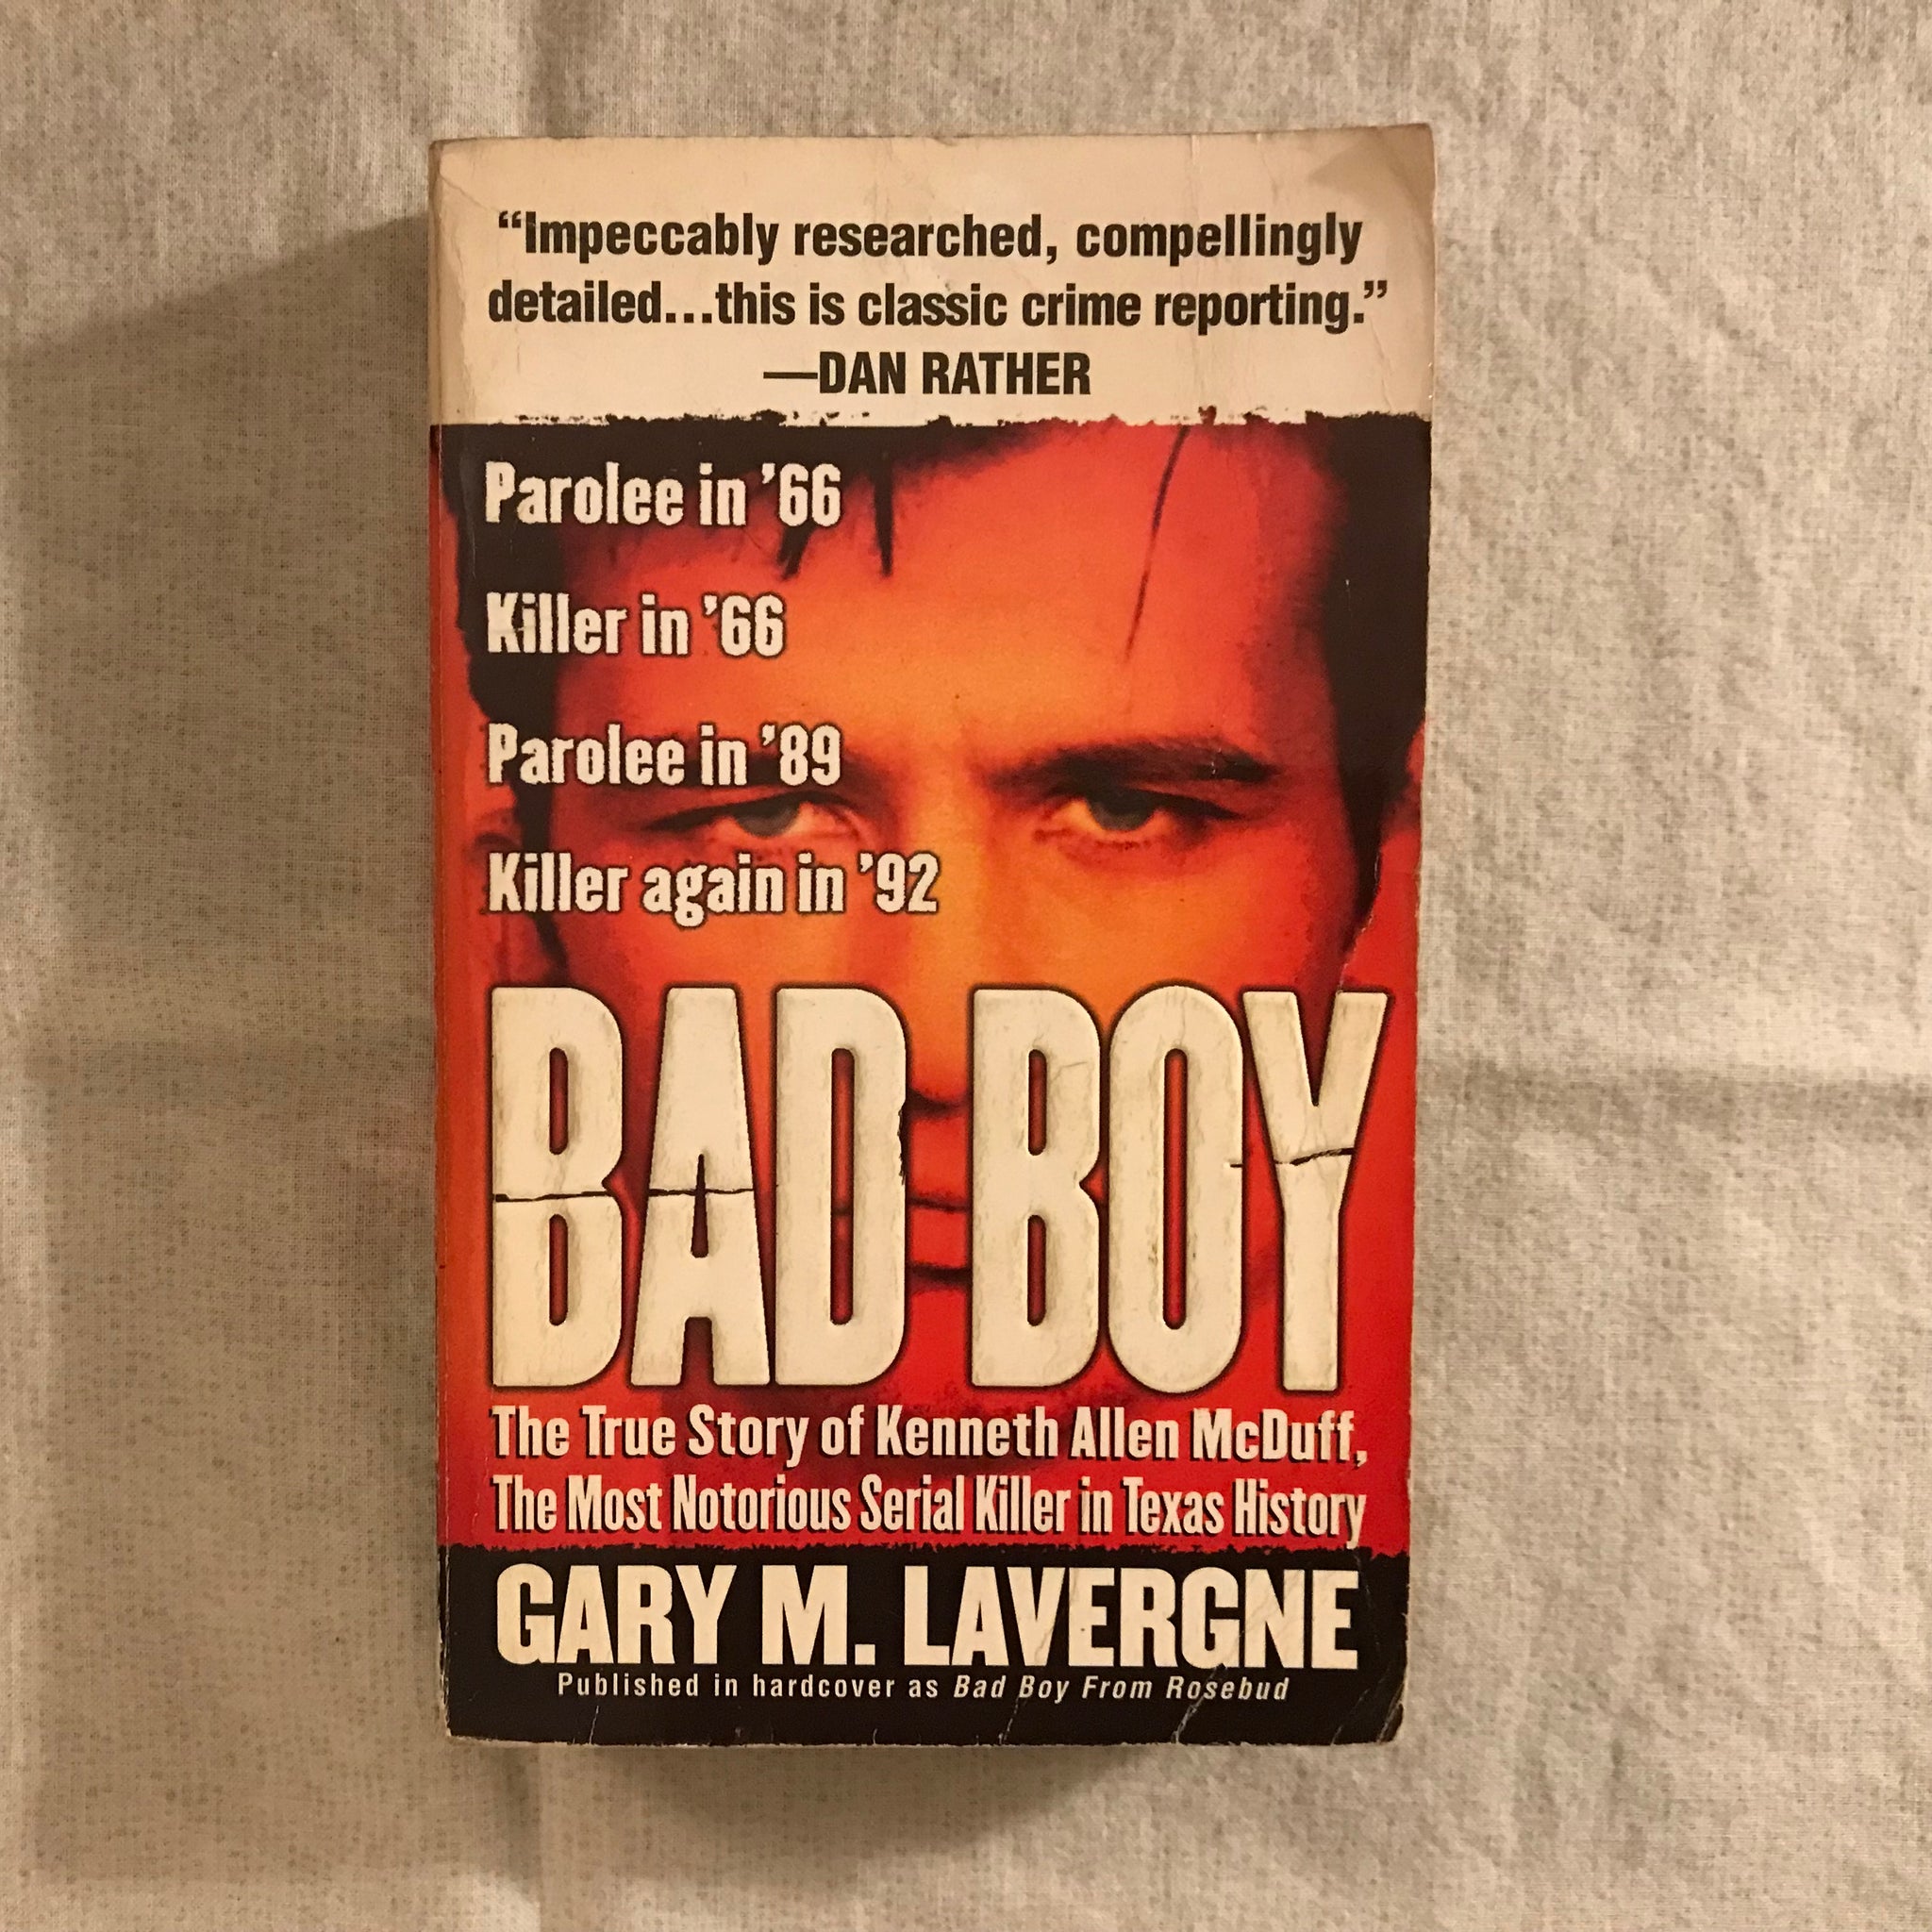 “Impeccably researched, compellingly
detailed...this is classic crime reporting.”
—DAN RATHER
Parolee in ’66
Killer in ’66
Parolee in ’89
Killer again in ’92
BAD BOY
The True Story of Kenneth Allen McDuff,
The Most Notorious Serial Killer in Texas History
GARY M. LAVERGNE
Published in hardcover as Bad Boy From Rosebud